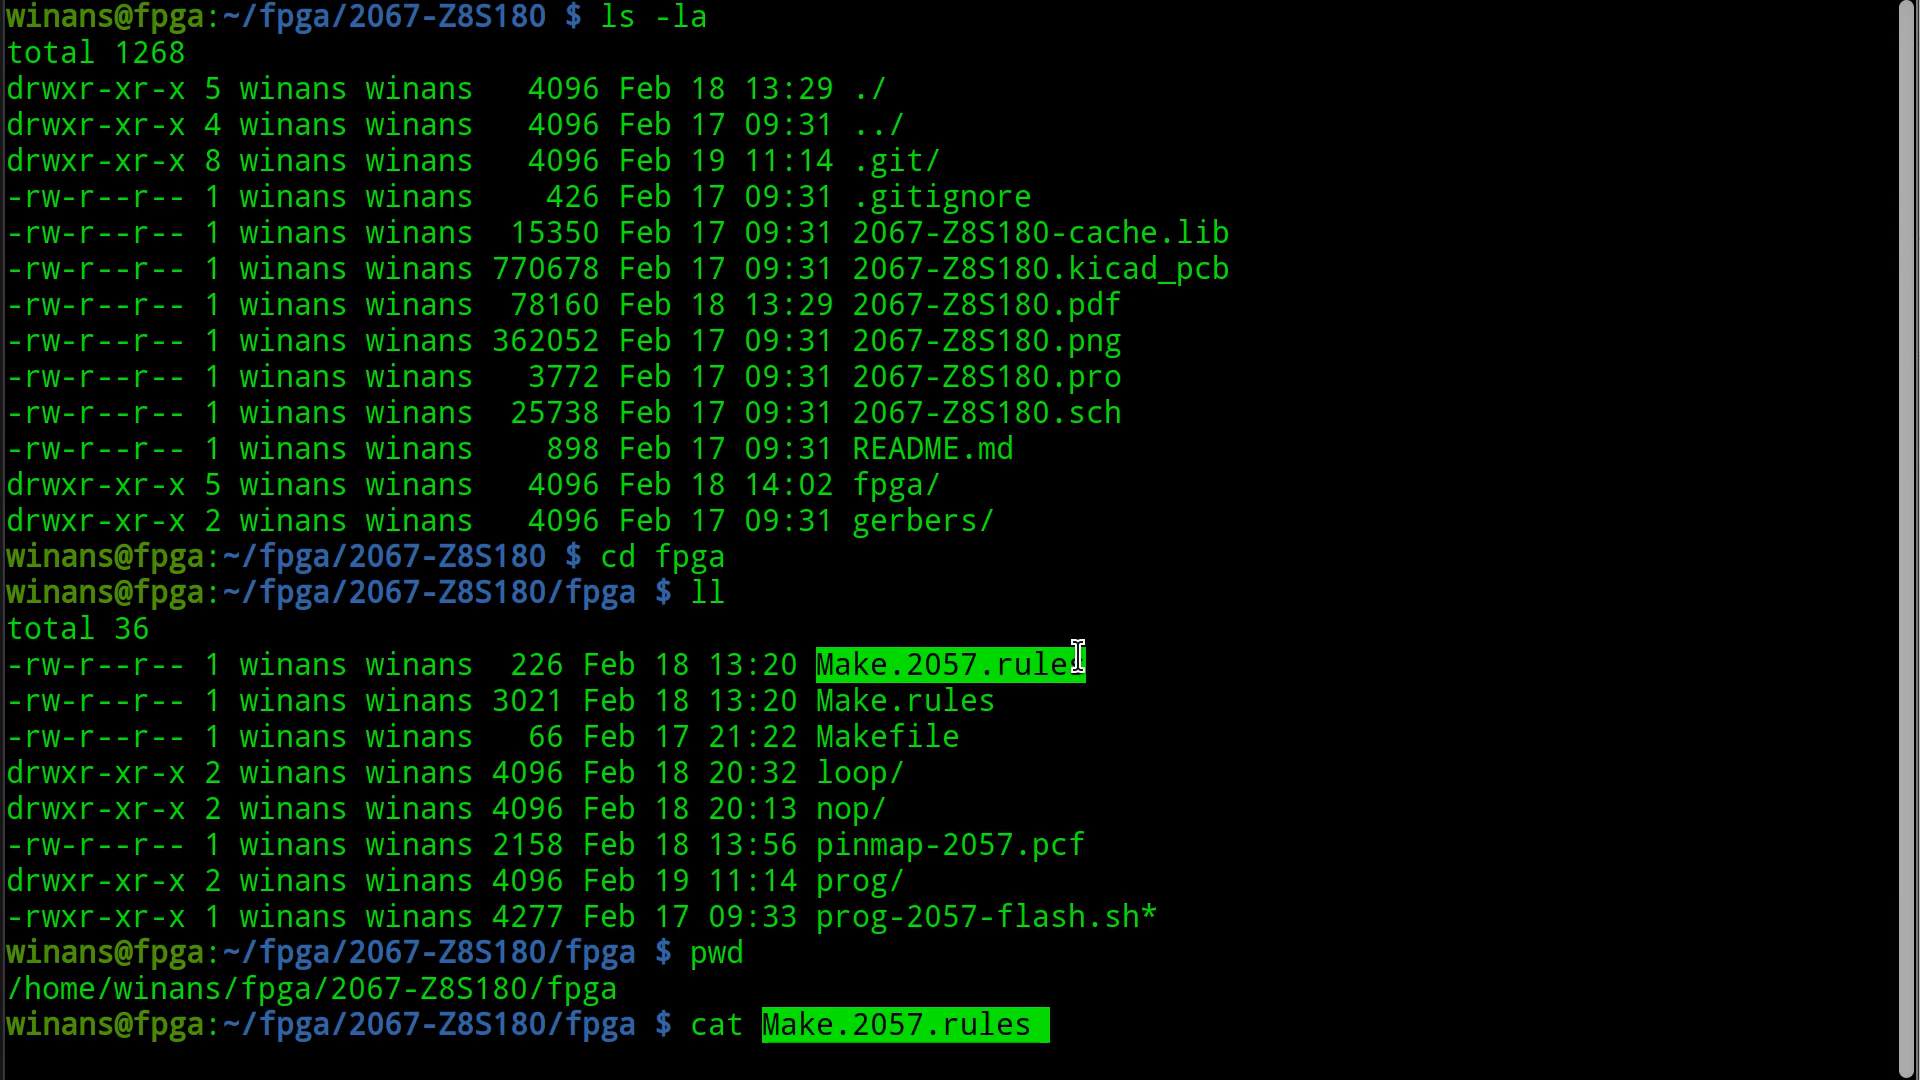 winans@fpga:~/fpga/2067-Z8S180 $ ls -la
total 1268
drwxr-xr-x 5 winans winans   4096 Feb 18 13:29 ./
drwxr-xr-x 4 winans winans   4096 Feb 17 09:31 ../
drwxr-xr-x 8 winans winans   4096 Feb 19 11:14 .git/
-rw-r--r-- 1 winans winans    426 Feb 17 09:31 .gitignore
-rw-r--r-- 1 winans winans  15350 Feb 17 09:31 2067-Z8S180-cache.lib
-rw-r--r-- 1 winans winans 770678 Feb 17 09:31 2067-Z8S180.kicad_pcb
-rw-r--r-- 1 winans winans  78160 Feb 18 13:29 2067-Z8S180.pdf
-rw-r--r-- 1 winans winans 362052 Feb 17 09:31 2067-Z8S180.png
-rw-r--r-- 1 winans winans   3772 Feb 17 09:31 2067-Z8S180.pro
-rw-r--r-- 1 winans winans  25738 Feb 17 09:31 2067-Z8S180.sch
-rw-r--r-- 1 winans winans    898 Feb 17 09:31 README.md
drwxr-xr-x 5 winans winans   4096 Feb 18 14:02 fpga/
drwxr-xr-x 2 winans winans   4096 Feb 17 09:31 gerbers/
winans@fpga:~/fpga/2067-Z8S180 $ cd fpga
winans@fpga:~/fpga/2067-Z8S180/fpga $ ll
total 36
-rw-r--r-- 1 winans winans  226 Feb 18 13:20 Make.2057.rules
-rw-r--r-- 1 winans winans 3021 Feb 18 13:20 Make.rules
-rw-r--r-- 1 winans winans   66 Feb 17 21:22 Makefile
drwxr-xr-x 2 winans winans 4096 Feb 18 20:32 loop/
drwxr-xr-x 2 winans winans 4096 Feb 18 20:13 nop/
-rw-r--r-- 1 winans winans 2158 Feb 18 13:56 pinmap-2057.pcf
drwxr-xr-x 2 winans winans 4096 Feb 19 11:14 prog/
-rwxr-xr-x 1 winans winans 4277 Feb 17 09:33 prog-2057-flash.sh*
winans@fpga:~/fpga/2067-Z8S180/fpga $ pwd
/home/winans/fpga/2067-Z8S180/fpga
winans@fpga:~/fpga/2067-Z8S180/fpga $ cat Make.2057.rules